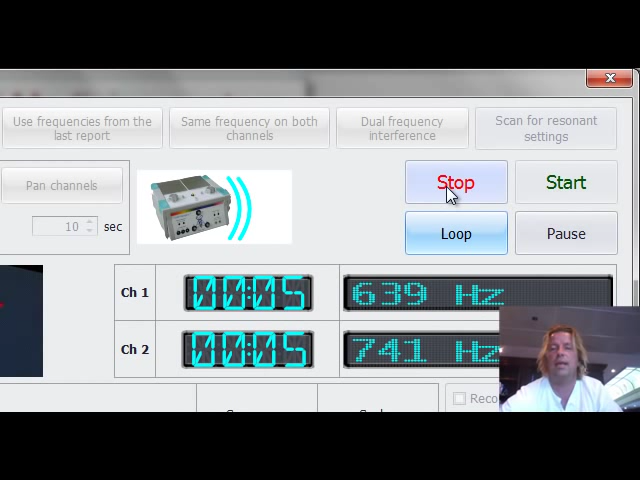 Use frequencies from the
last report
Same frequency on both
channels
Dual frequency
interference
Scan for resonant
settings
Pan channels
Stop
Start
10 sec
Loop
Pause
Ch 1
00:05
639 Hz
Ch 2
00:05
741 Hz
Reco